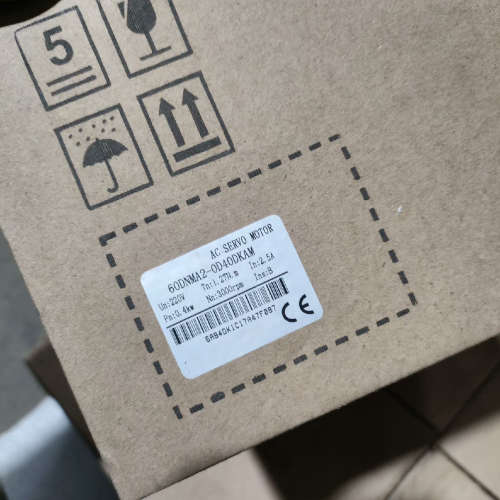 5
AC SERVO MOTOR
60DNMA2-0D40DKAM
Un:220V Tn:1.27N.m In:2.5A
Pn:0.4kw Nn:3000rpm Ins:B
CE